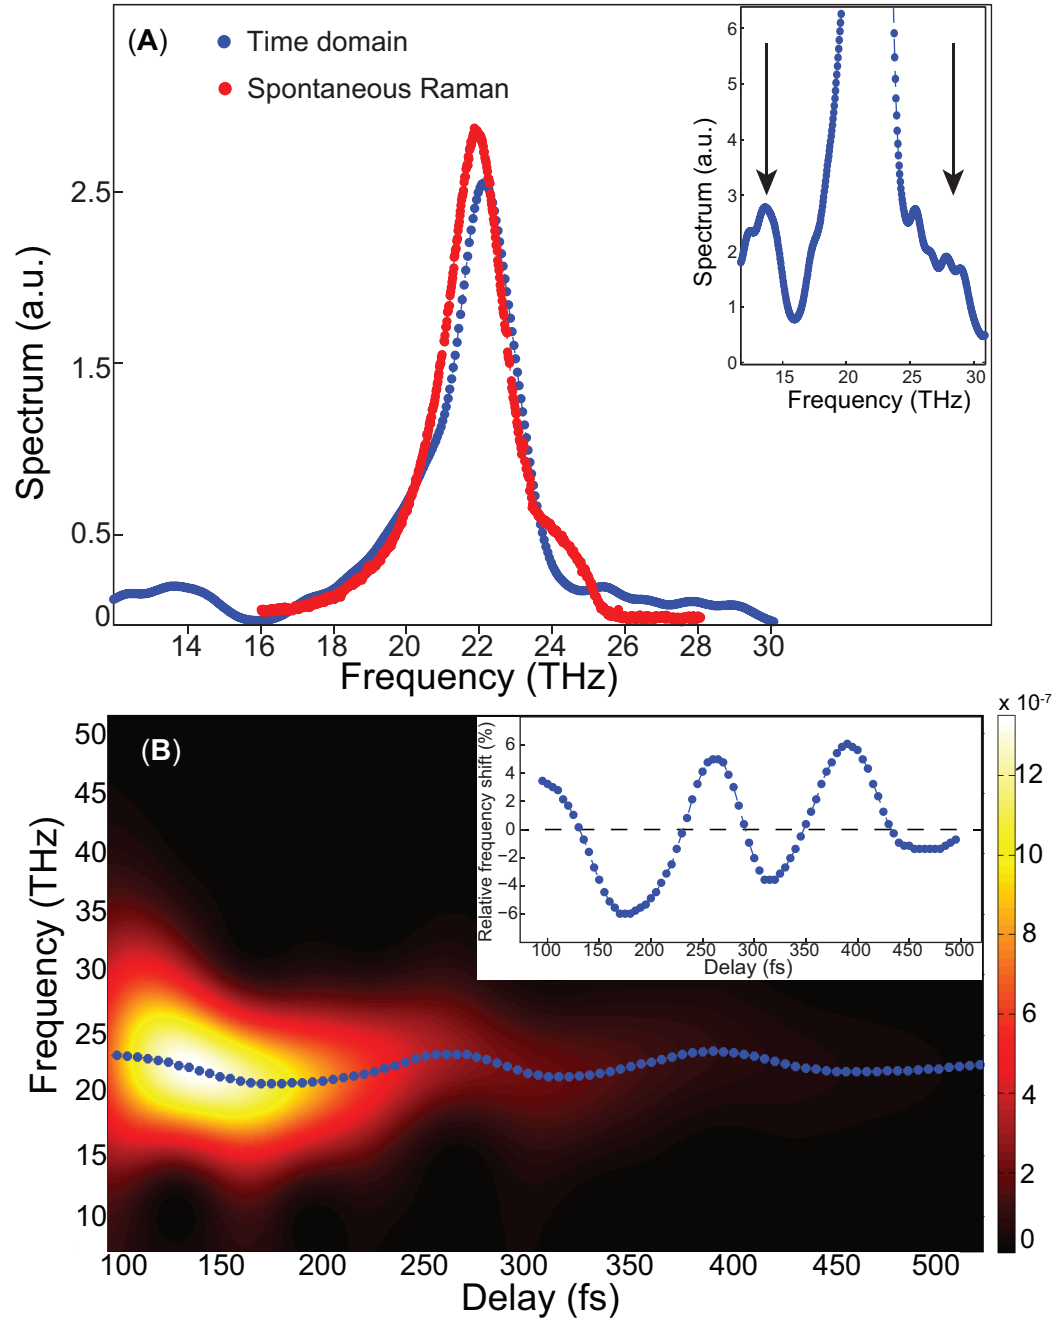 (A)
Time domain
Spontaneous Raman
Spectrum (a.u.)
2.5
1.5
0.5
0
14 16 18 20 22 24 26 28 30
Frequency (THz)
Spectrum (a.u.)
6
5
4
3
2
1
0
15 20 25 30
Frequency (THz)
(B)
Frequency (THz)
50
45
40
35
30
25
20
15
10
100 150 200 250 300 350 400 450 500
Delay (fs)
Relative frequency shift (%)
6
4
2
0
−2
−4
−6
100 150 200 250 300 350 400 450 500
Delay (fs)
x 10-7
12
10
8
6
4
2
0